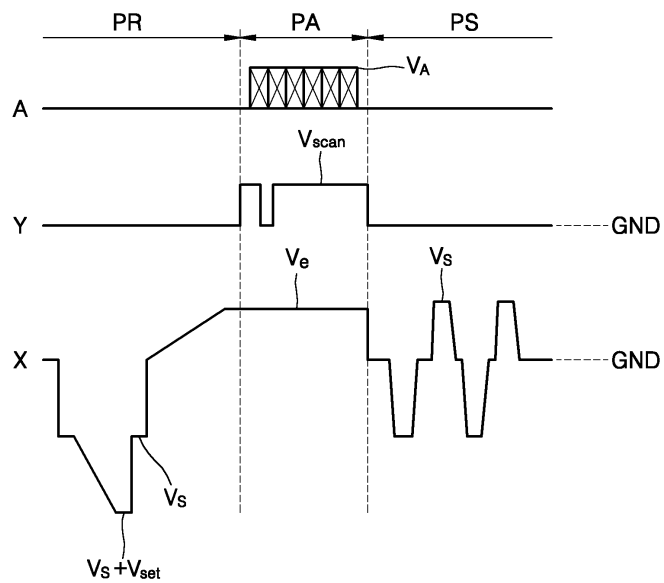 PR PA PS
A VA
Vscan
Y GND
Ve VS
X GND
VS
VS+Vset